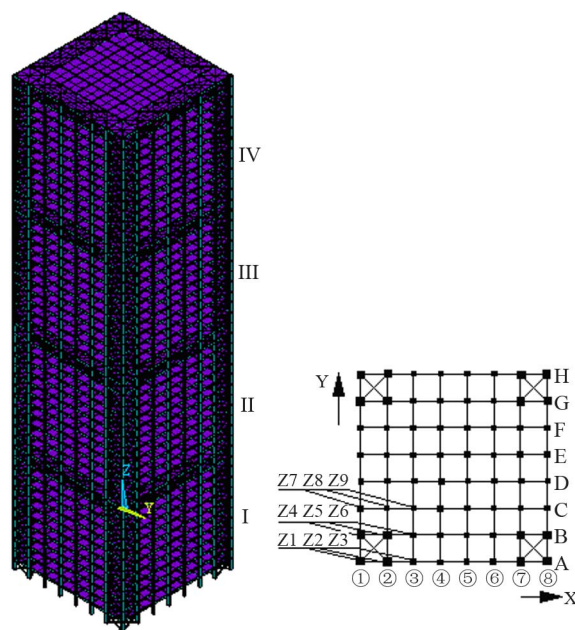 IV
III
II
I
Z
Y
Y
H
G
F
E
D
C
B
A
Z7 Z8 Z9
Z4 Z5 Z6
Z1 Z2 Z3
① ② ③ ④ ⑤ ⑥ ⑦ ⑧
X